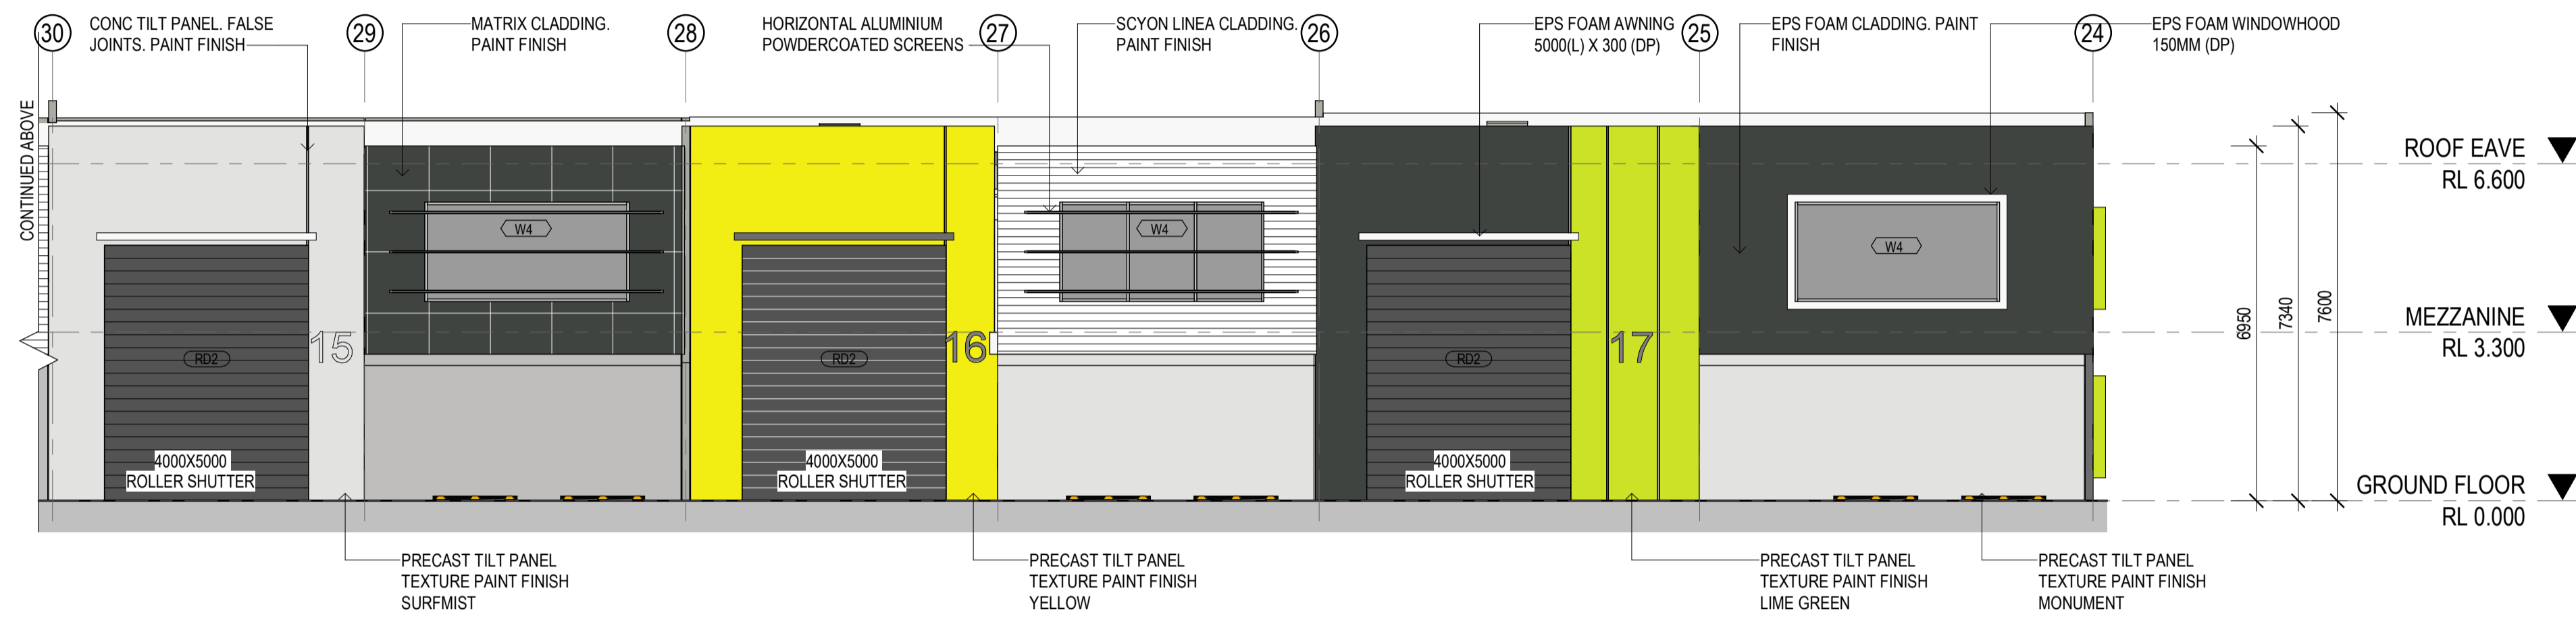 30
CONC TILT PANEL. FALSE
JOINTS. PAINT FINISH
29
MATRIX CLADDING.
PAINT FINISH
28
HORIZONTAL ALUMINIUM
POWDERCOATED SCREENS
27
SCYON LINEA CLADDING.
PAINT FINISH
26
EPS FOAM AWNING
5000(L) X 300 (DP)
25
EPS FOAM CLADDING. PAINT
FINISH
24
EPS FOAM WINDOWHOOD
150MM (DP)
CONTINUED ABOVE
W4
W4
W4
15
16
17
RD2
RD2
RD2
4000X5000
ROLLER SHUTTER
4000X5000
ROLLER SHUTTER
4000X5000
ROLLER SHUTTER
6950
7340
7600
ROOF EAVE
RL 6.600
MEZZANINE
RL 3.300
GROUND FLOOR
RL 0.000
PRECAST TILT PANEL
TEXTURE PAINT FINISH
SURFMIST
PRECAST TILT PANEL
TEXTURE PAINT FINISH
YELLOW
PRECAST TILT PANEL
TEXTURE PAINT FINISH
LIME GREEN
PRECAST TILT PANEL
TEXTURE PAINT FINISH
MONUMENT